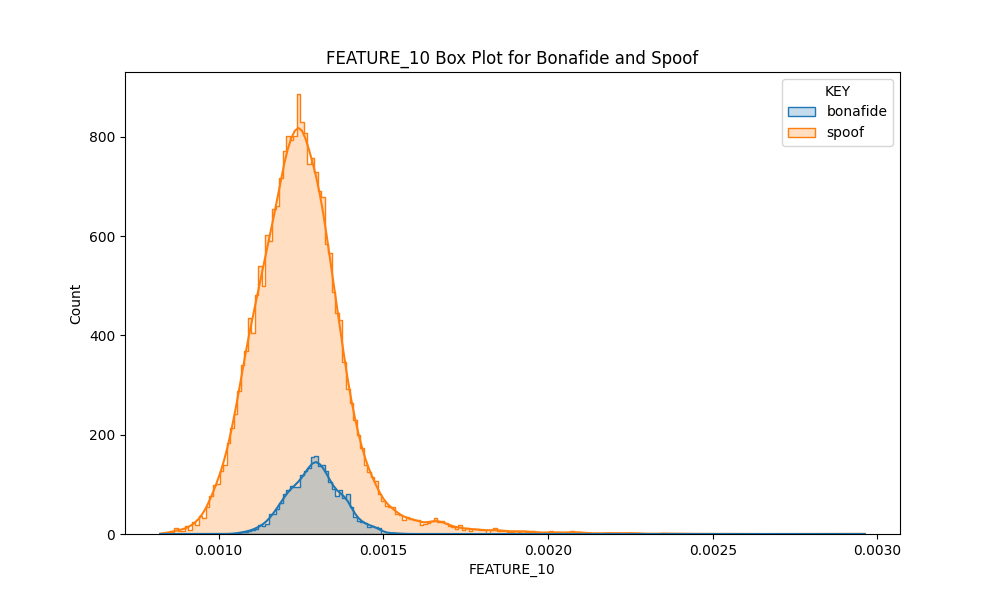 FEATURE_10 Box Plot for Bonafide and Spoof
KEY
bonafide
spoof
Count
800
600
400
200
0
0.0010 0.0015 0.0020 0.0025 0.0030
FEATURE_10